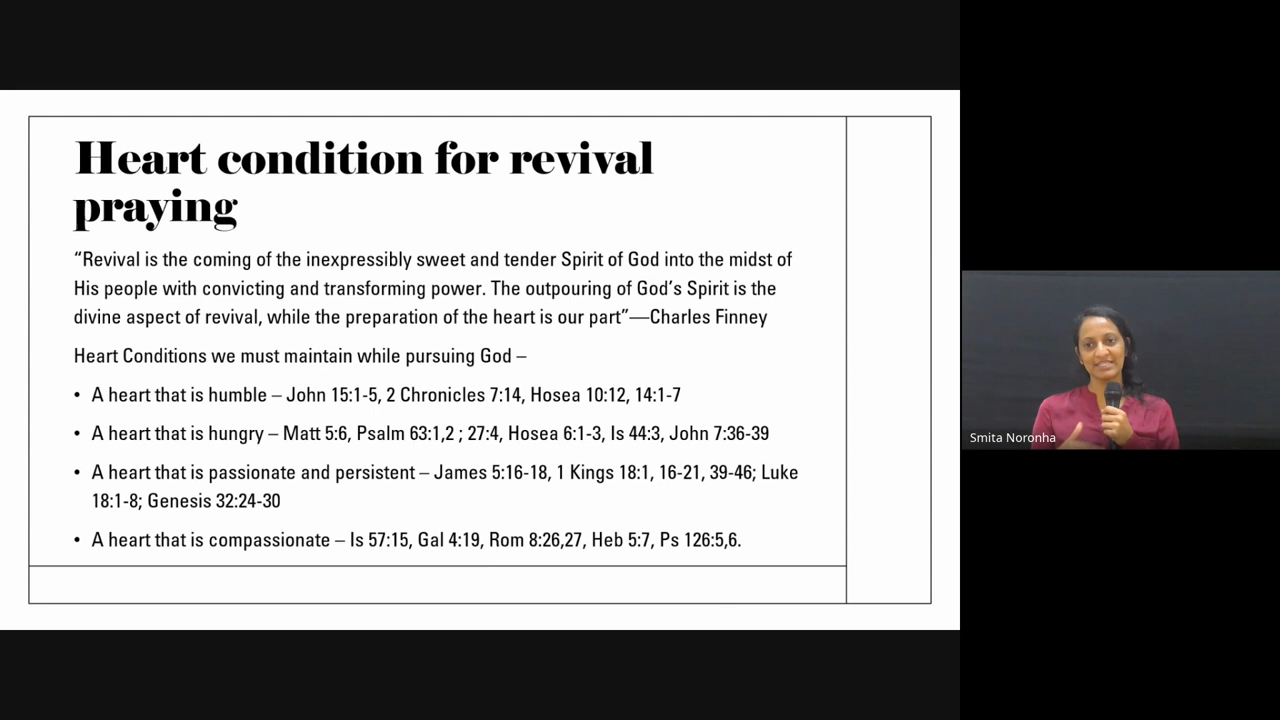 Heart condition for revival
praying
“Revival is the coming of the inexpressibly sweet and tender Spirit of God into the midst of
His people with convicting and transforming power. The outpouring of God’s Spirit is the
divine aspect of revival, while the preparation of the heart is our part”—Charles Finney
Heart Conditions we must maintain while pursuing God –
• A heart that is humble – John 15:1-5, 2 Chronicles 7:14, Hosea 10:12, 14:1-7
• A heart that is hungry – Matt 5:6, Psalm 63:1,2 ; 27:4, Hosea 6:1-3, Is 44:3, John 7:36-39
• A heart that is passionate and persistent – James 5:16-18, 1 Kings 18:1, 16-21, 39-46; Luke
18:1-8; Genesis 32:24-30
• A heart that is compassionate – Is 57:15, Gal 4:19, Rom 8:26,27, Heb 5:7, Ps 126:5,6.
Smita Noronha